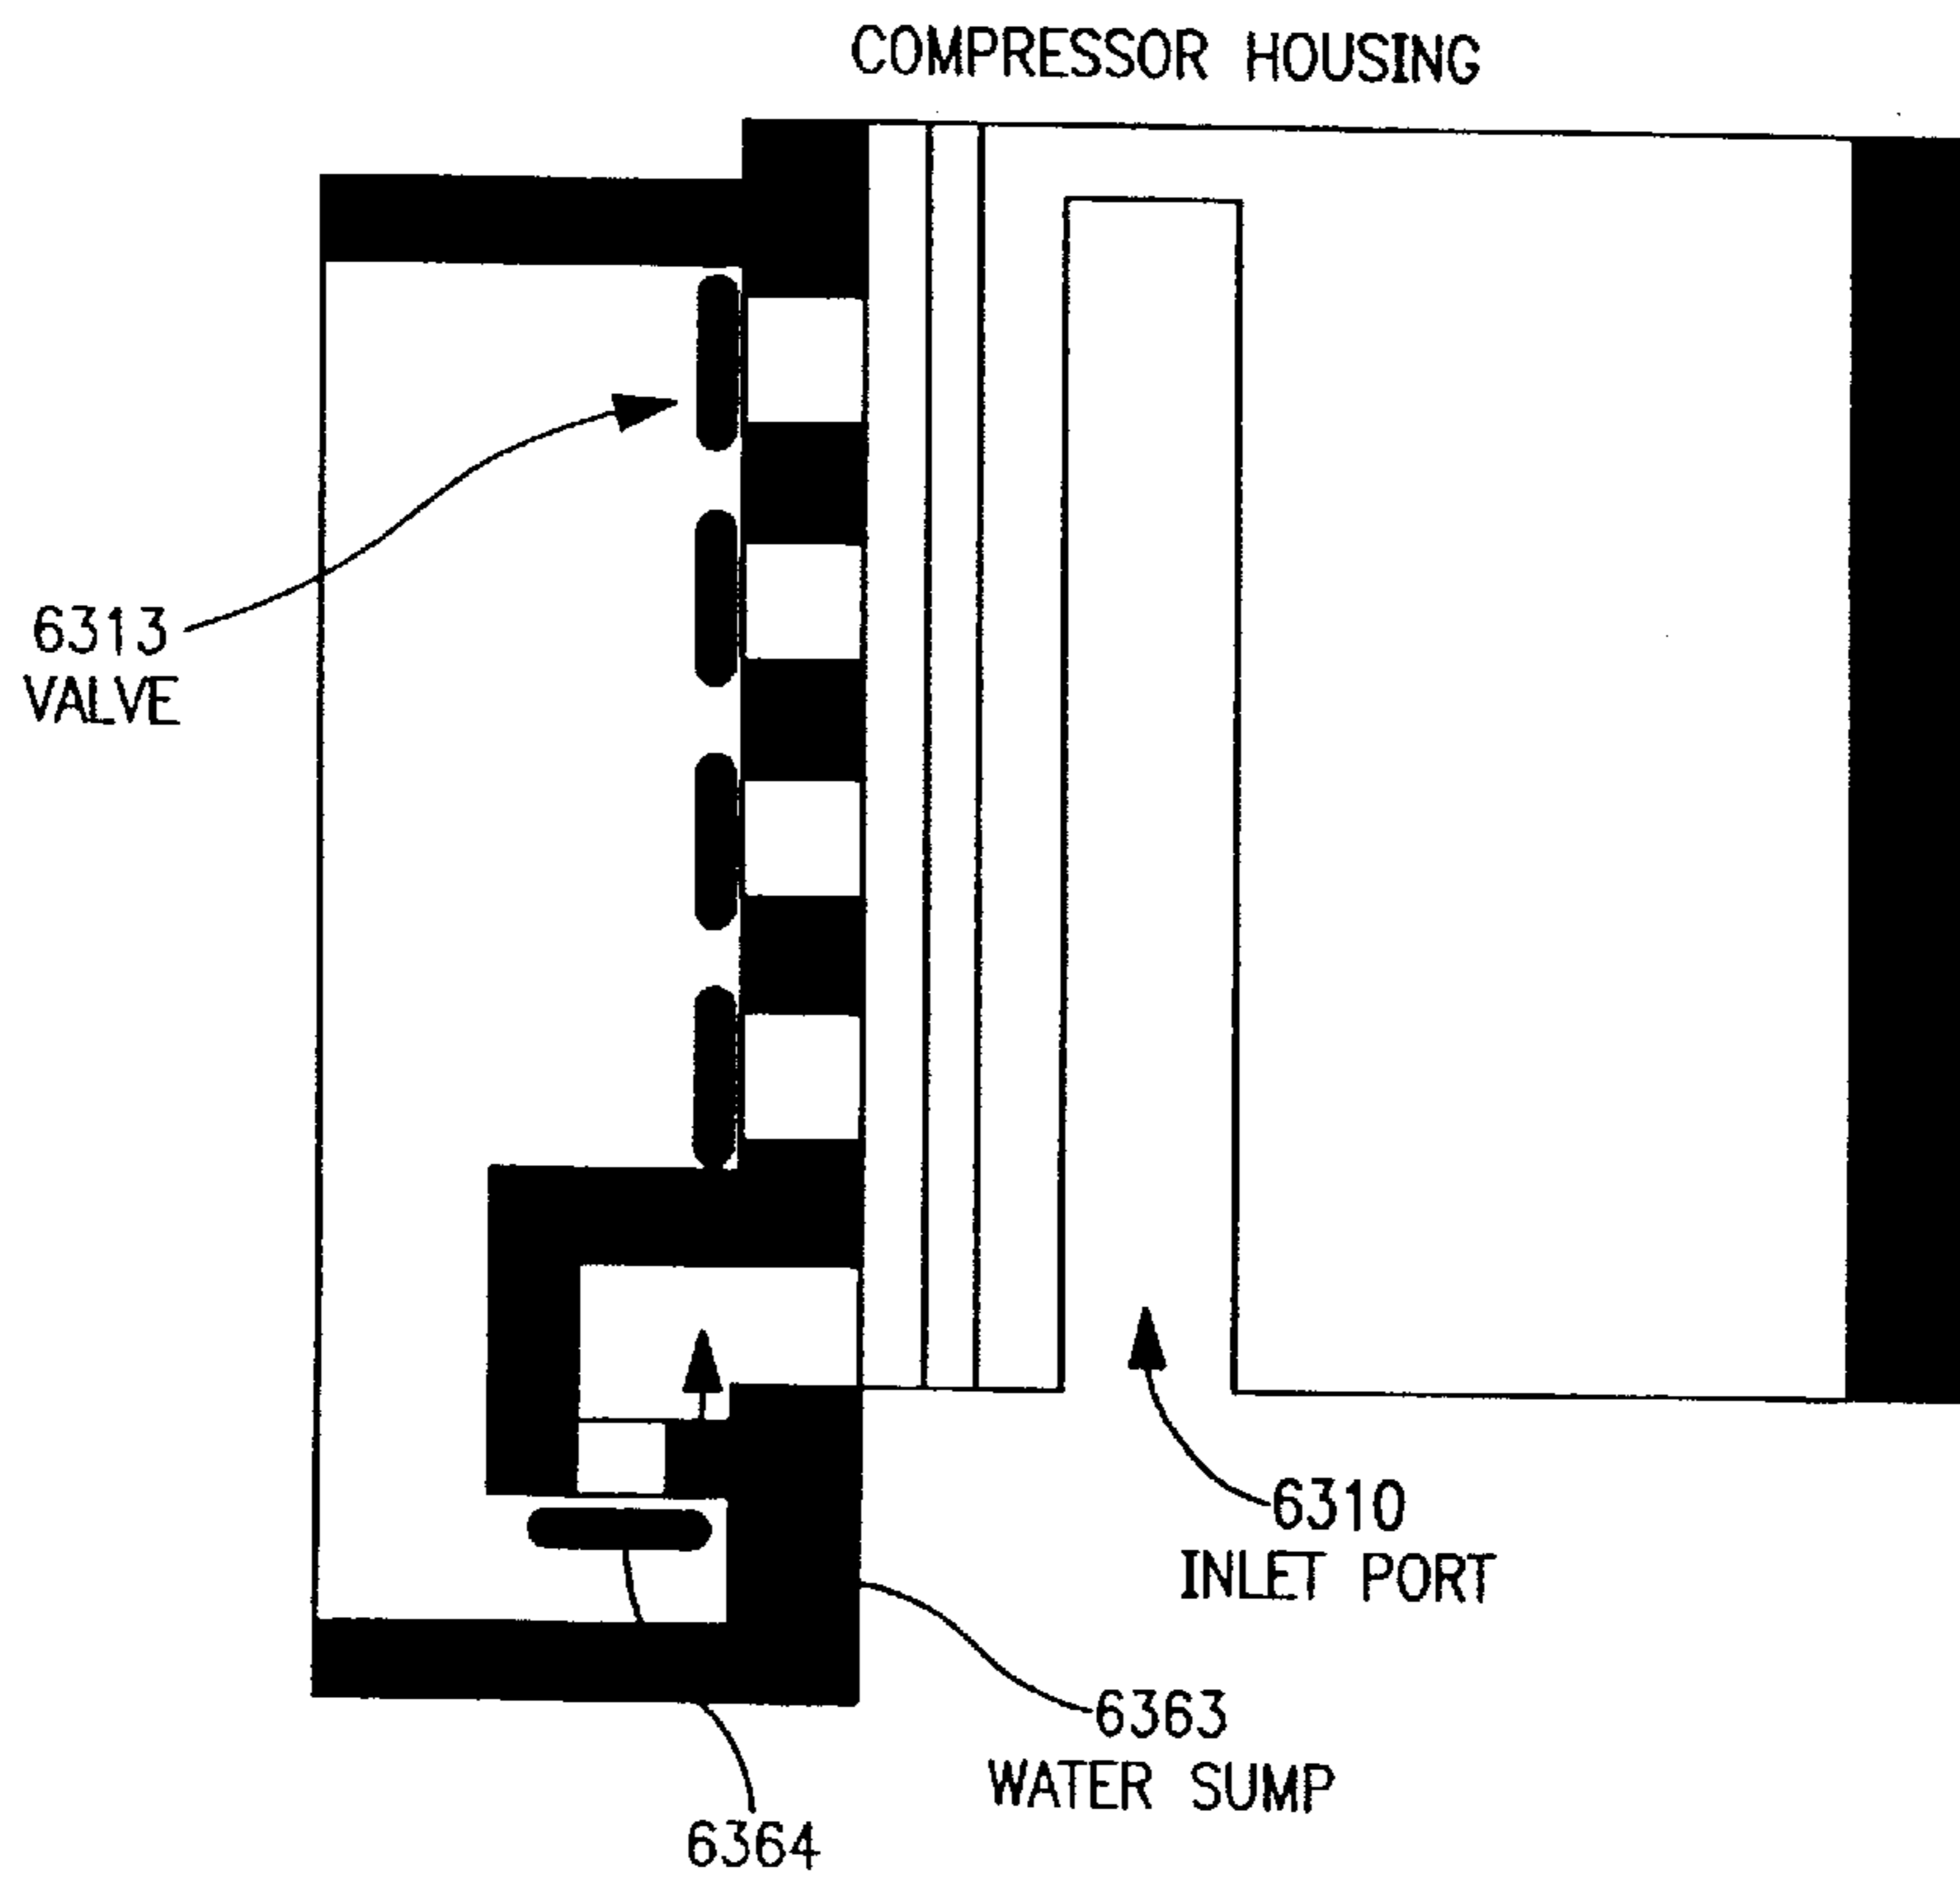 COMPRESSOR HOUSING
6313
VALVE
6310
INLET PORT
6363
WATER SUMP
6364